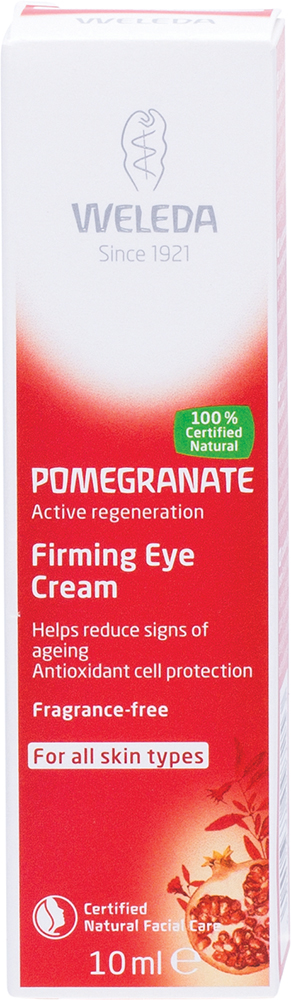 WELEDA
Since 1921
100 %
Certified
Natural
POMEGRANATE
Active regeneration
Firming Eye
Cream
Helps reduce signs of
ageing
Antioxidant cell protection
Fragrance-free
For all skin types
Certified
Natural Facial Care
10 ml ℮